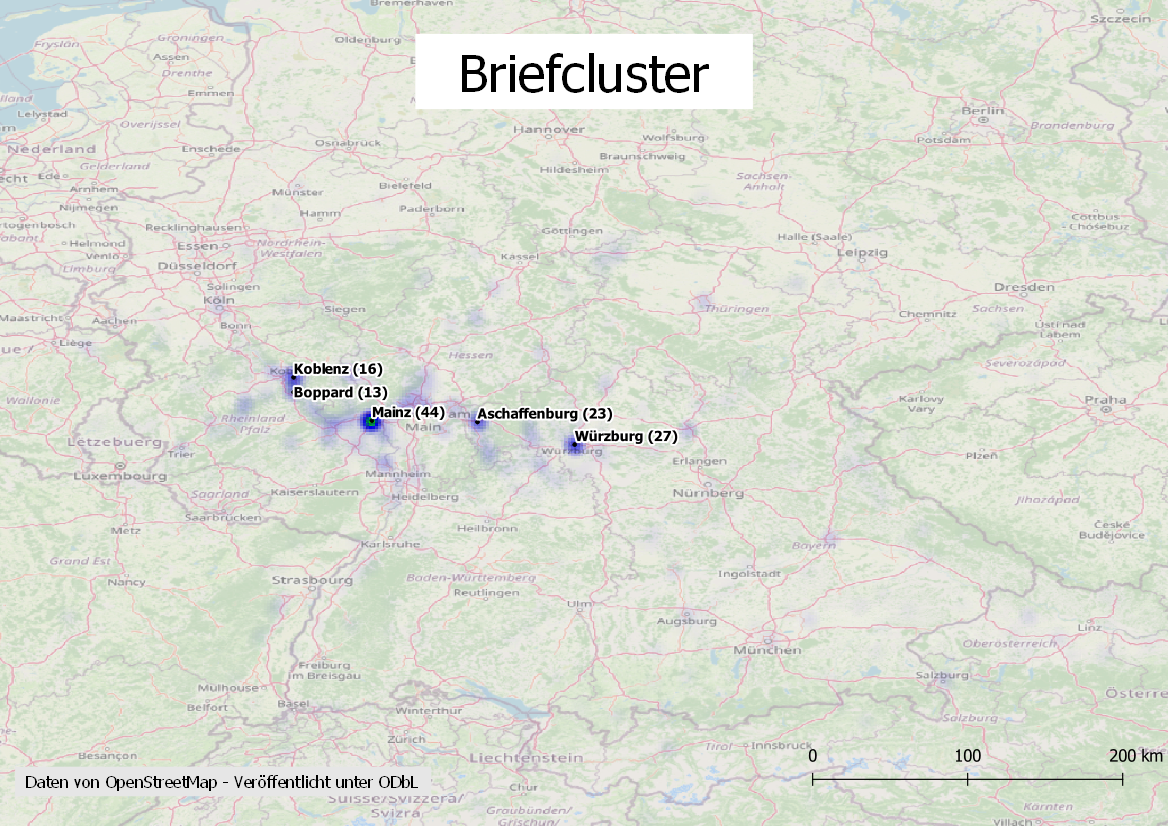 Bremerhaven
Groningen
Fryslân
Oldenburg
Szczecin
Assen
Drenthe
Emmen
Briefcluster
Lelystad
Overijssel
Berlin
Brandenburg
Hannover
Wolfsburg
Potsdam
Nederland
Enschede
Osnabrück
Braunschweig
Gelderland
Ede
Hildesheim
Sachsen-
Anhalt
Arnhem
Münster
Bielefeld
Nijmegen
Hamm
Paderborn
Cottbus
- Chóśebuz
Recklinghausen
Göttingen
Halle (Saale)
Helmond
Essen
Nordrhein-
Westfalen
Leipzig
Venlo
Kassel
Limburg
Düsseldorf
Solingen
Dresden
Köln
Siegen
Thüringen
Sachsen
Chemnitz
Maastricht
Aachen
Bonn
Ústí nad
Labem
Liège
Hessen
Severozápad
Koblenz (16)
Boppard (13)
Wallonie
Karlovy
Vary
Praha
Mainz (44)
Aschaffenburg (23)
Rheinland
Pfalz
Main
Würzburg (27)
Lëtzebuerg
Trier
Würzburg
Plzeň
Luxembourg
Mannheim
Erlangen
Saarland
Kaiserslautern
Heidelberg
Nürnberg
Jihozápad
Saarbrücken
Metz
Heilbronn
České
Budějovice
Karlsruhe
Bayern
Grand Est
Nancy
Strasbourg
Baden-Württemberg
Ingolstadt
Reutlingen
Ulm
Augsburg
Linz
München
Oberösterreich
Freiburg
im Breisgau
Salzburg
Mulhouse
Belfort
Basel
Winterthur
Salzburg
Zürich
Tirol
Innsbruck
Besançon
Liechtenstein
0
100
200 km
Daten von OpenStreetMap - Veröffentlicht unter ODbL
Chur
Suisse/Svizzera/
Svizra
Graubünden/
Grischun/
Kärnten
Villach